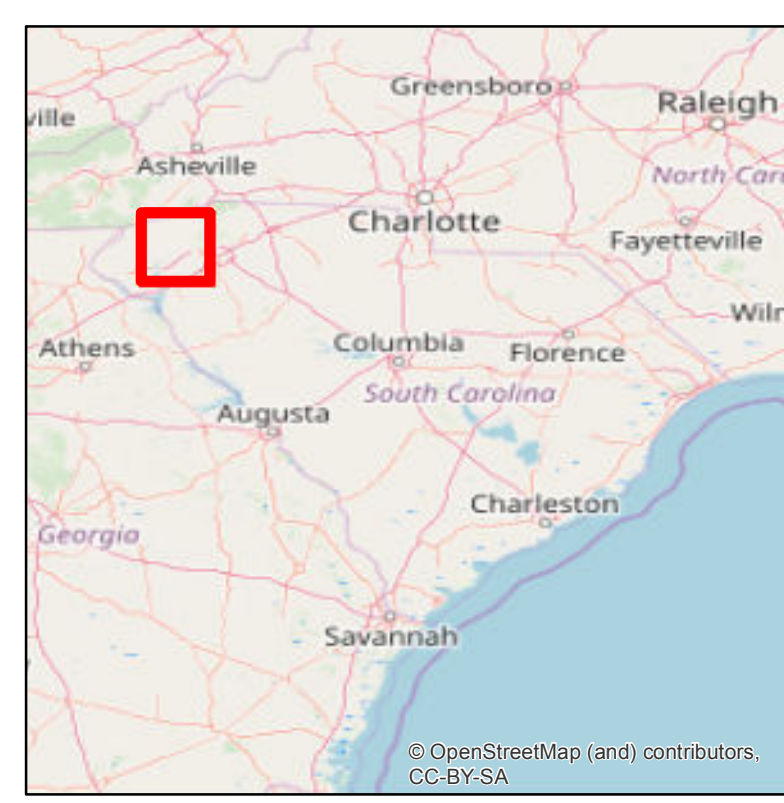 Greensboro
Raleigh
ville
Asheville
North Car
Charlotte
Fayetteville
Wilm
Athens
Columbia
Florence
South Carolina
Augusta
Charleston
Georgia
Savannah
© OpenStreetMap (and) contributors,
CC-BY-SA